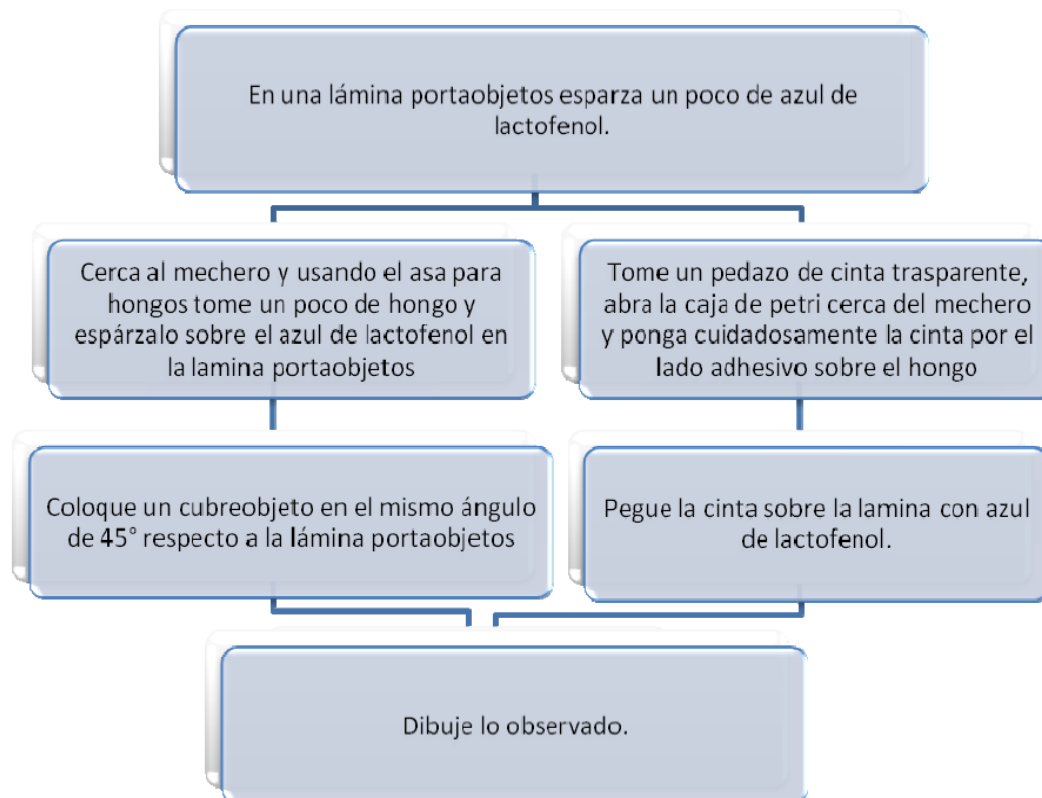 En una lámina portaobjetos esparza un poco de azul de
lactofenol.
Cerca al mechero y usando el asa para
hongos tome un poco de hongo y
espárzalo sobre el azul de lactofenol en
la lamina portaobjetos
Tome un pedazo de cinta trasparente,
abra la caja de petri cerca del mechero
y ponga cuidadosamente la cinta por el
lado adhesivo sobre el hongo
Coloque un cubreobjeto en el mismo ángulo
de 45° respecto a la lámina portaobjetos
Pegue la cinta sobre la lamina con azul
de lactofenol.
Dibuje lo observado.